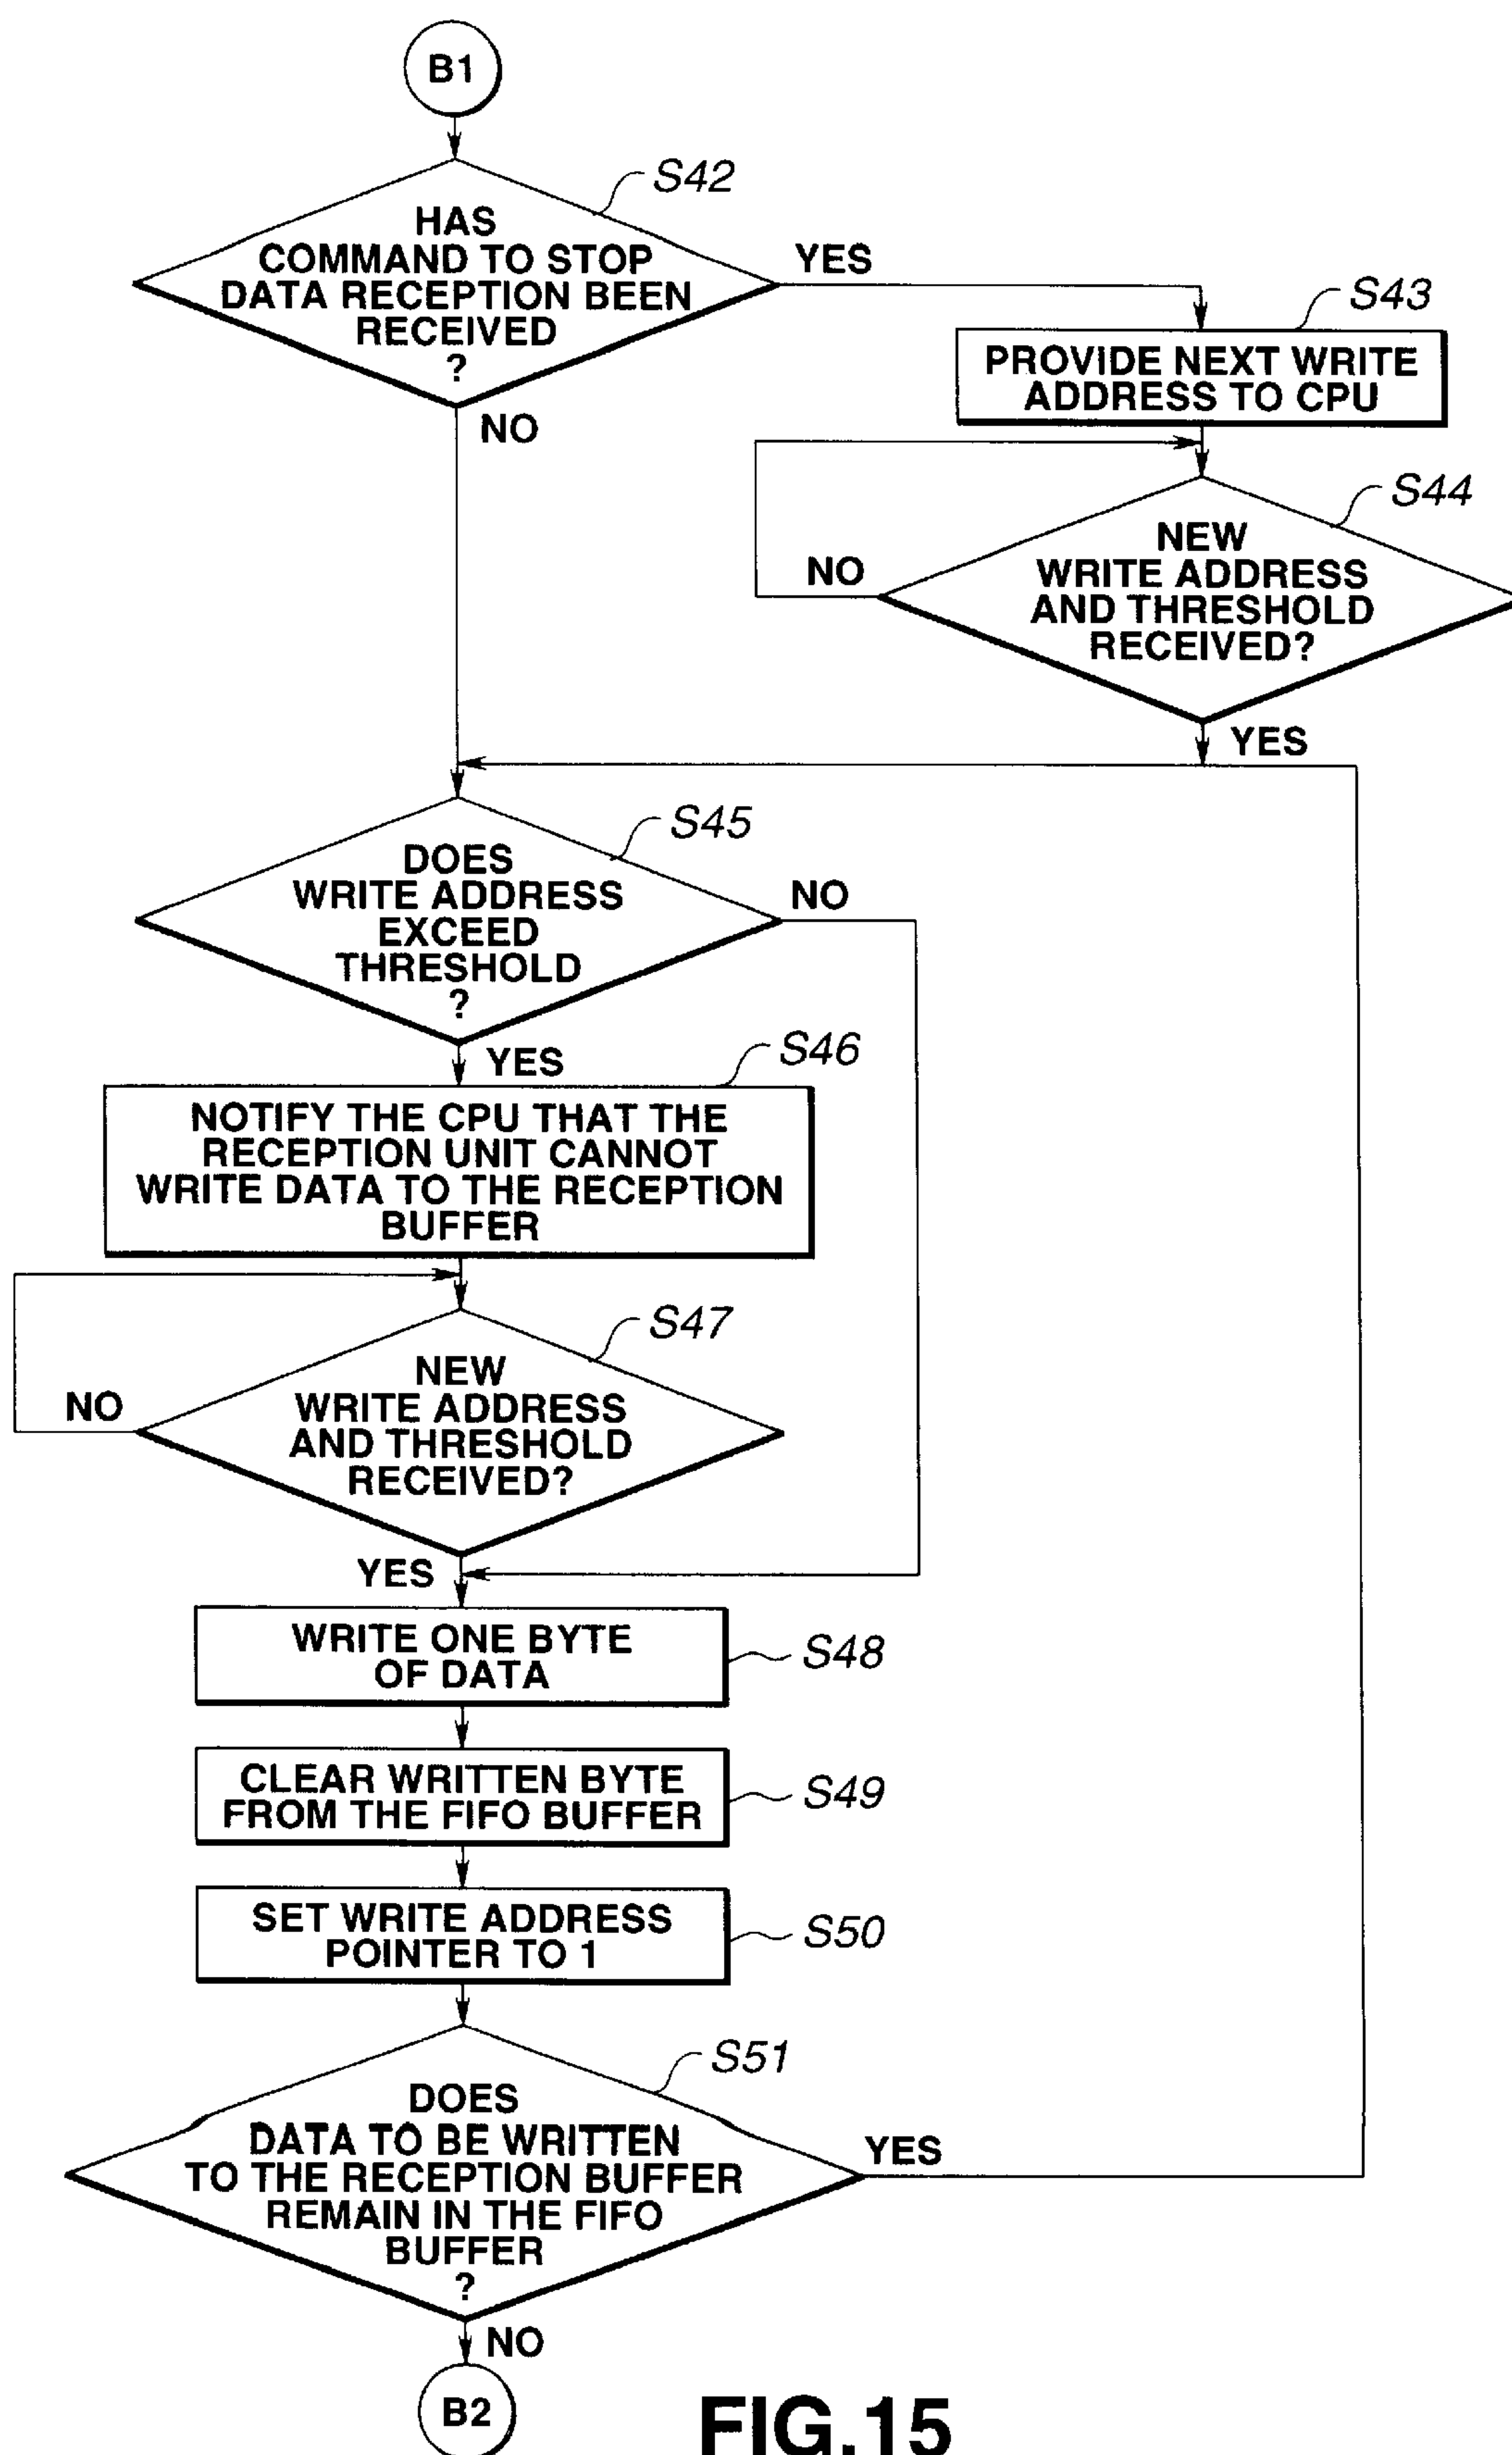 B1
S42
HAS
COMMAND TO STOP
DATA RECEPTION BEEN
RECEIVED
?
YES
NO
S43
PROVIDE NEXT WRITE
ADDRESS TO CPU
S44
NEW
WRITE ADDRESS
AND THRESHOLD
RECEIVED?
NO
YES
S45
DOES
WRITE ADDRESS
EXCEED
THRESHOLD
?
NO
YES
S46
NOTIFY THE CPU THAT THE
RECEPTION UNIT CANNOT
WRITE DATA TO THE RECEPTION
BUFFER
S47
NEW
WRITE ADDRESS
AND THRESHOLD
RECEIVED?
NO
YES
WRITE ONE BYTE
OF DATA
S48
CLEAR WRITTEN BYTE
FROM THE FIFO BUFFER
S49
SET WRITE ADDRESS
POINTER TO 1
S50
S51
DOES
DATA TO BE WRITTEN
TO THE RECEPTION BUFFER
REMAIN IN THE FIFO
BUFFER
?
YES
NO
B2
FIG.15